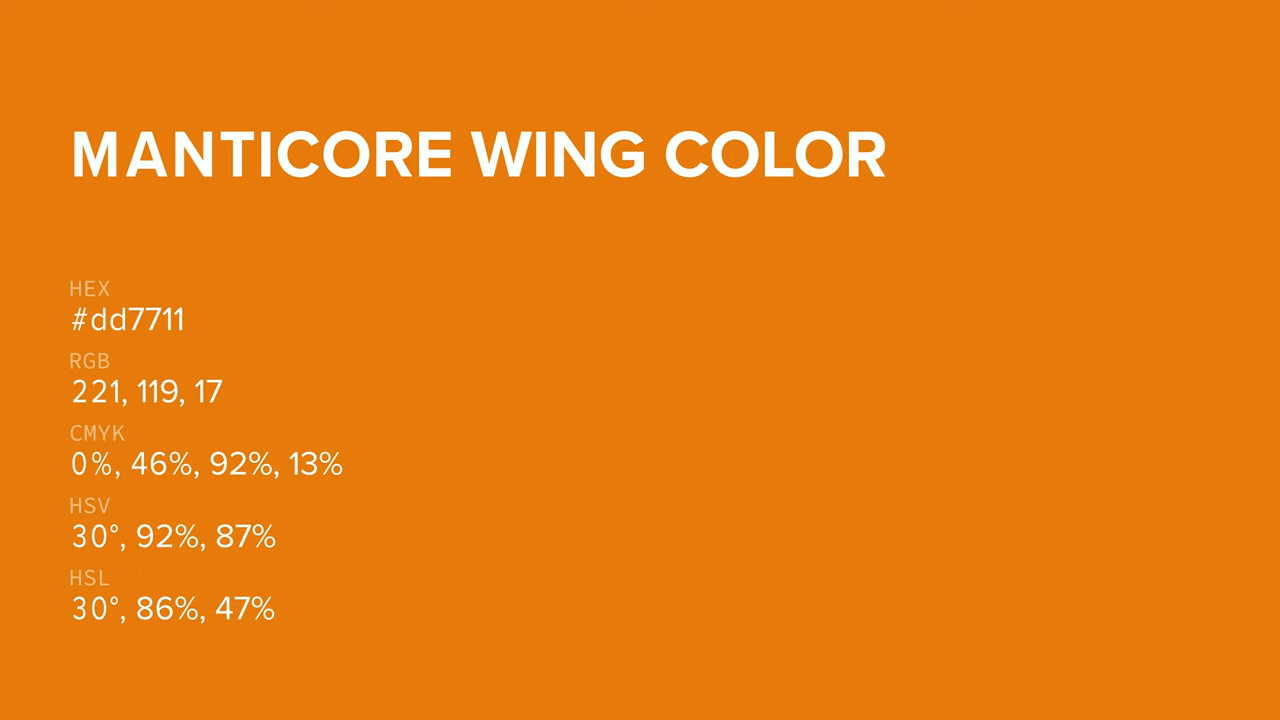 MANTICORE WING COLOR
HEX
#dd7711
RGB
221, 119, 17
CMYK
0%, 46%, 92%, 13%
HSV
30°, 92%, 87%
HSL
30°, 86%, 47%